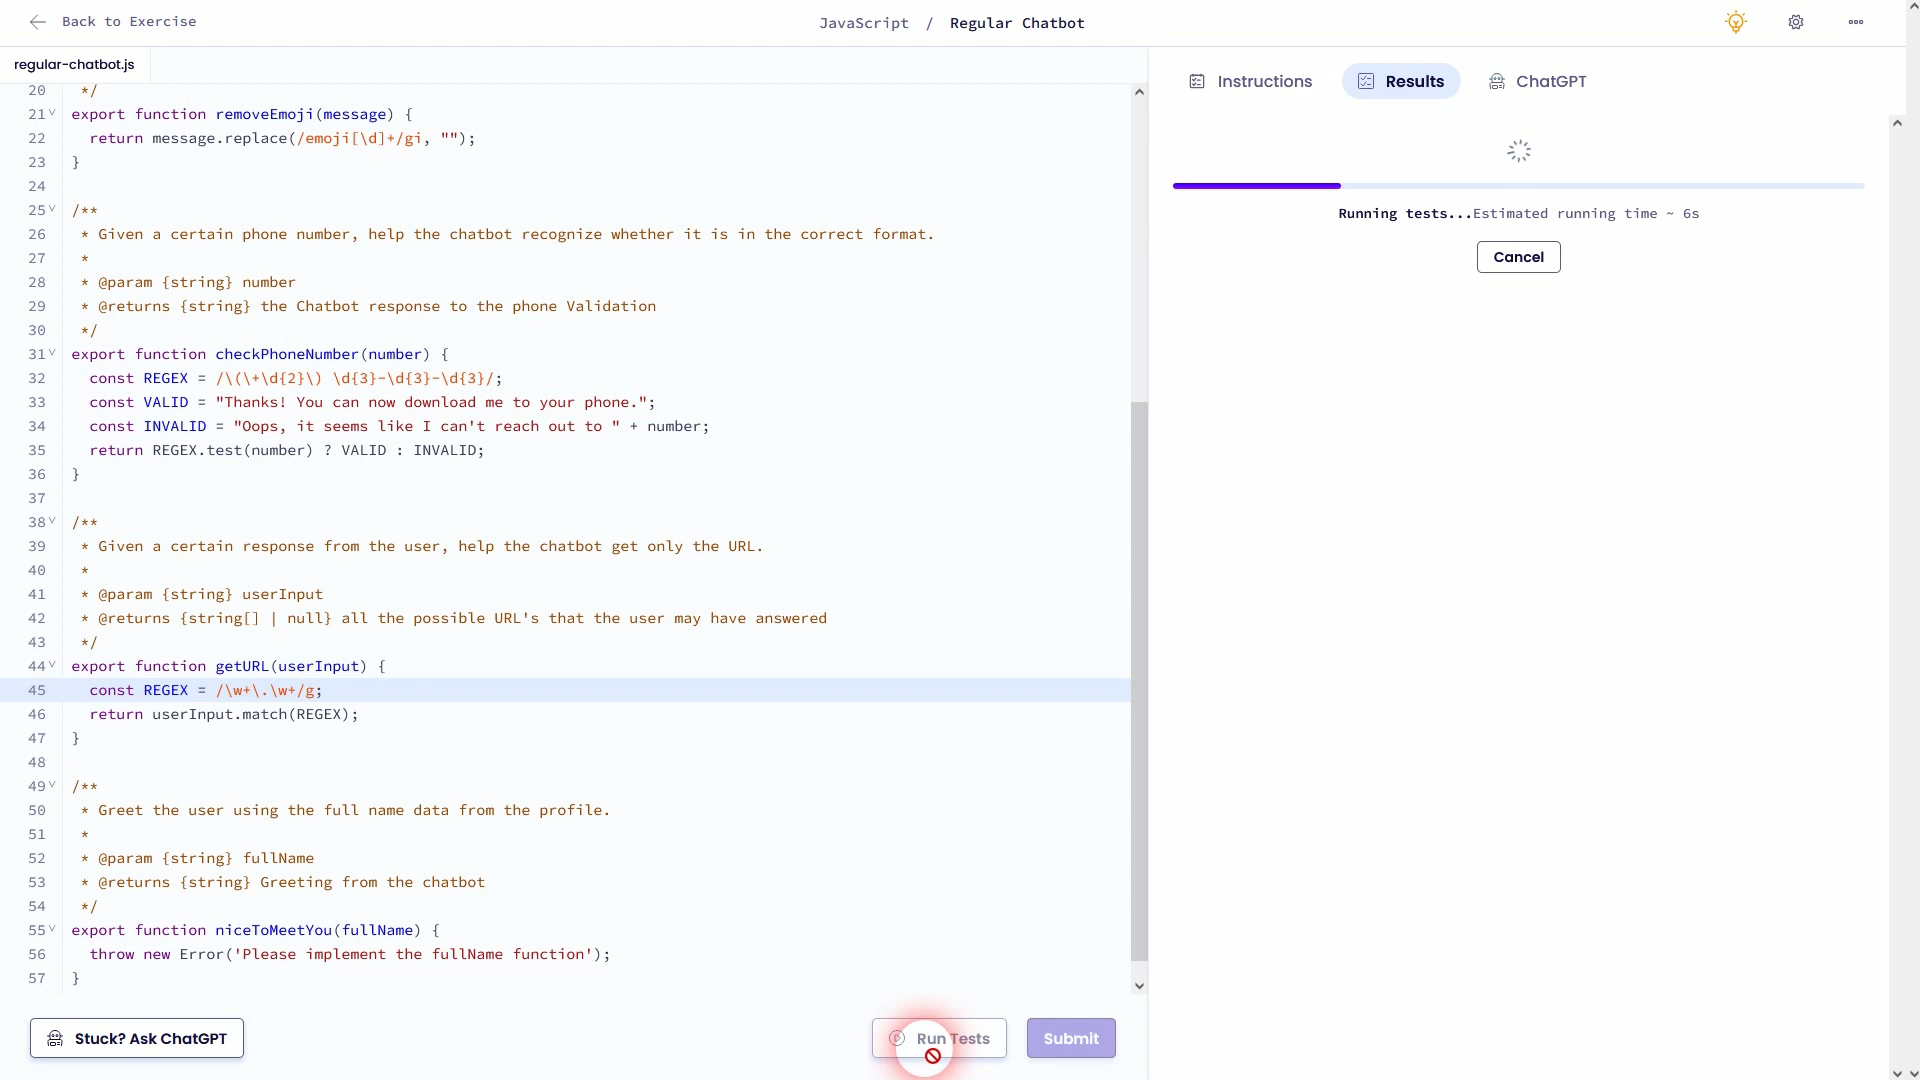 Back to Exercise
JavaScript / Regular Chatbot
regular-chatbot.js
20 */
21 export function removeEmoji(message) {
22 return message.replace(/emoji[\d]+/gi, "");
23 }
24
25 /**
26 * Given a certain phone number, help the chatbot recognize whether it is in the correct format.
27 *
28 * @param {string} number
29 * @returns {string} the Chatbot response to the phone Validation
30 */
31 export function checkPhoneNumber(number) {
32 const REGEX = /\(\+\d{2}\) \d{3}-\d{3}-\d{3}/;
33 const VALID = "Thanks! You can now download me to your phone.";
34 const INVALID = "Oops, it seems like I can't reach out to " + number;
35 return REGEX.test(number) ? VALID : INVALID;
36 }
37
38 /**
39 * Given a certain response from the user, help the chatbot get only the URL.
40 *
41 * @param {string} userInput
42 * @returns {string[] | null} all the possible URL's that the user may have answered
43 */
44 export function getURL(userInput) {
45 const REGEX = /\w+\.\w+/g;
46 return userInput.match(REGEX);
47 }
48
49 /**
50 * Greet the user using the full name data from the profile.
51 *
52 * @param {string} fullName
53 * @returns {string} Greeting from the chatbot
54 */
55 export function niceToMeetYou(fullName) {
56 throw new Error('Please implement the fullName function');
57 }
Stuck? Ask ChatGPT
Run Tests
Submit
Instructions
Results
ChatGPT
Running tests...Estimated running time ~ 6s
Cancel